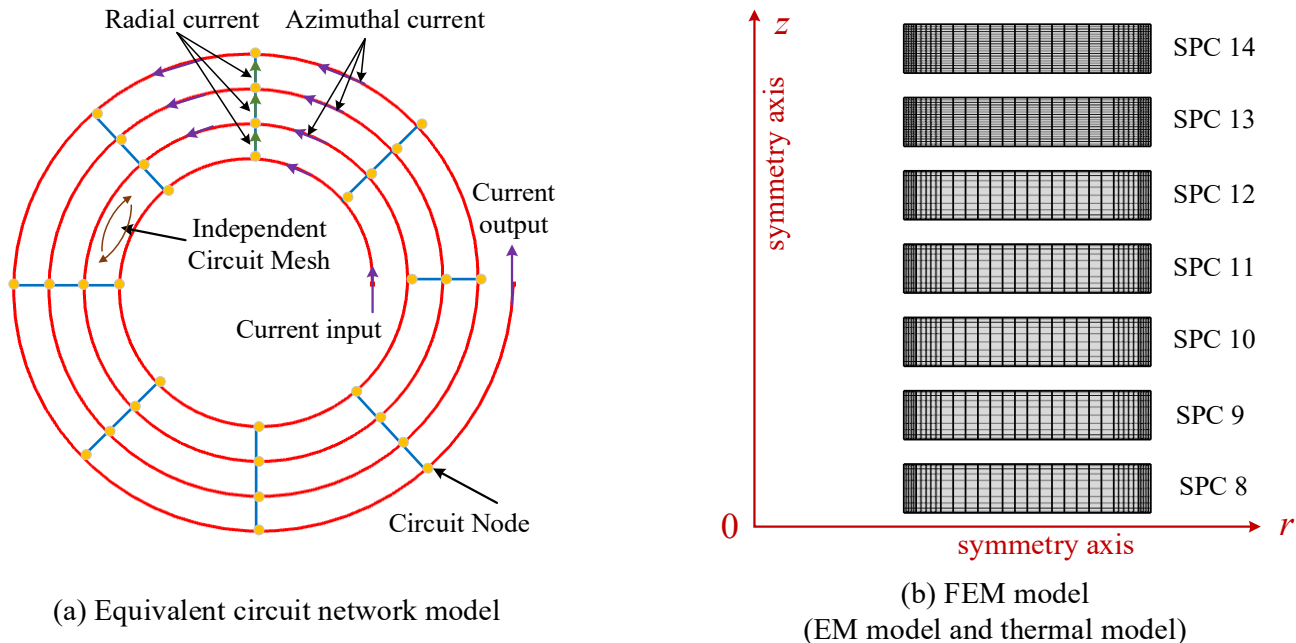 Radial current
Azimuthal current
Current
output
Independent
Circuit Mesh
Current input
Circuit Node
(a) Equivalent circuit network model
z
symmetry axis
SPC 14
SPC 13
SPC 12
SPC 11
SPC 10
SPC 9
SPC 8
0
r
symmetry axis
(b) FEM model
(EM model and thermal model)